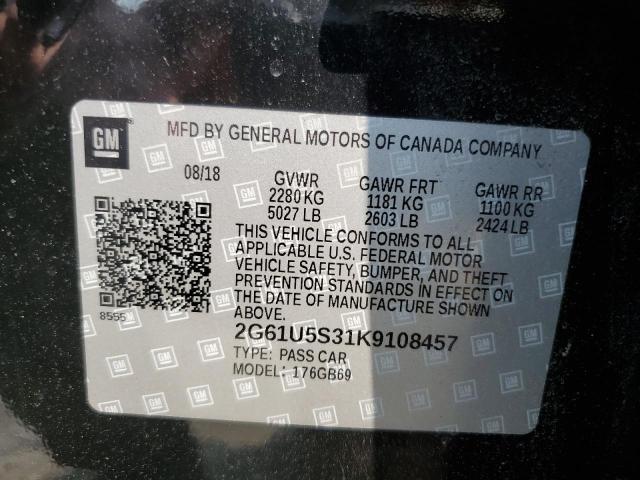 GM
MFD BY GENERAL MOTORS OF CANADA COMPANY
08/18
GVWR GAWR FRT GAWR RR
2280 KG 1181 KG 1100 KG
5027 LB 2603 LB 2424 LB
THIS VEHICLE CONFORMS TO ALL
APPLICABLE U.S. FEDERAL MOTOR
VEHICLE SAFETY, BUMPER, AND THEFT
PREVENTION STANDARDS IN EFFECT ON
THE DATE OF MANUFACTURE SHOWN
ABOVE.
8555
2G61U5S31K9108457
TYPE: PASS CAR
MODEL: 176GB69